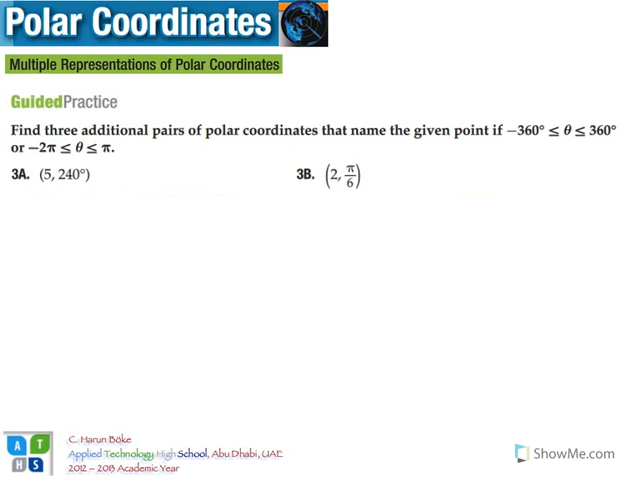 Polar Coordinates
Multiple Representations of Polar Coordinates
GuidedPractice
Find three additional pairs of polar coordinates that name the given point if −360° ≤ θ ≤ 360°
or −2π ≤ θ ≤ π.
3A. (5, 240°) 3B. (2, π/6)
A T
H S
C. Harun Böke
Applied Technology High School, Abu Dhabi, UAE
2012 – 2013 Academic Year
ShowMe.com